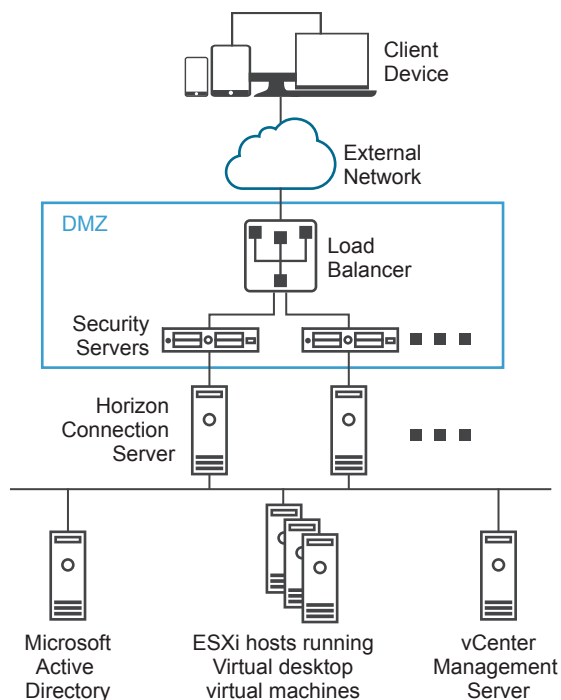 Client
Device
External
Network
DMZ
Load
Balancer
Security
Servers
Horizon
Connection
Server
Microsoft
Active
Directory
ESXi hosts running
Virtual desktop
virtual machines
vCenter
Management
Server